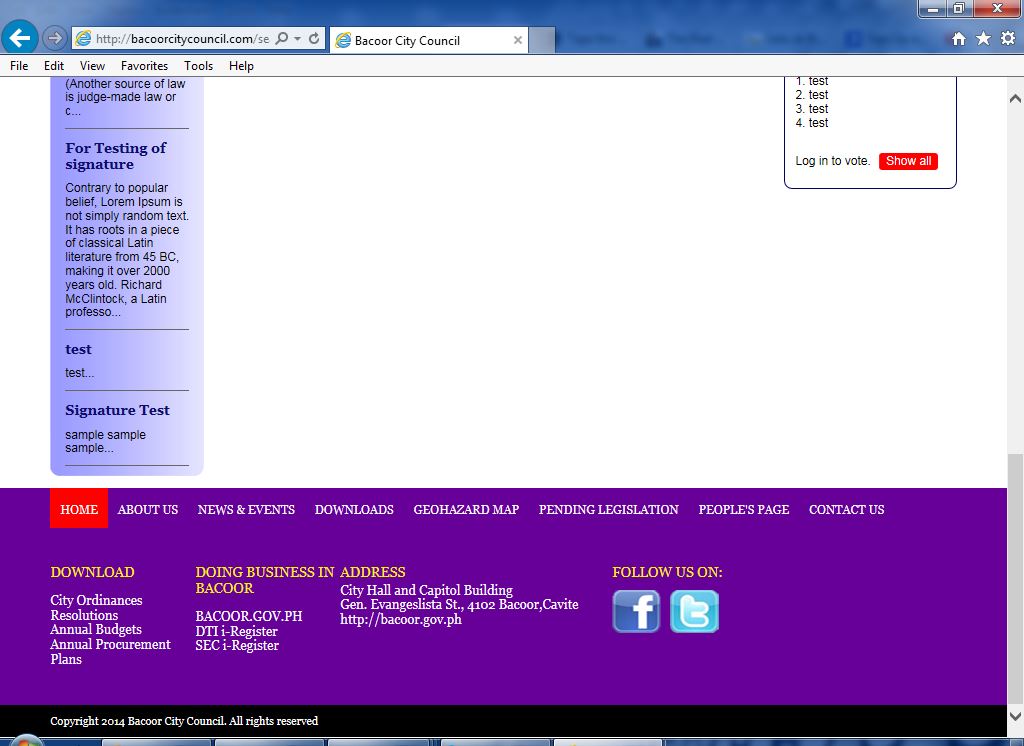 http://bacoorcitycouncil.com/se
Bacoor City Council
File Edit View Favorites Tools Help
(Another source of law
is judge-made law or
c...
For Testing of
signature
Contrary to popular
belief, Lorem Ipsum is
not simply random text.
It has roots in a piece
of classical Latin
literature from 45 BC,
making it over 2000
years old. Richard
McClintock, a Latin
professo...
test
test...
Signature Test
sample sample
sample...
1. test
2. test
3. test
4. test
Log in to vote. Show all
HOME ABOUT US NEWS & EVENTS DOWNLOADS GEOHAZARD MAP PENDING LEGISLATION PEOPLE'S PAGE CONTACT US
DOWNLOAD
City Ordinances
Resolutions
Annual Budgets
Annual Procurement
Plans
DOING BUSINESS IN
BACOOR
BACOOR.GOV.PH
DTI i-Register
SEC i-Register
ADDRESS
City Hall and Capitol Building
Gen. Evangeslista St., 4102 Bacoor,Cavite
http://bacoor.gov.ph
FOLLOW US ON:
Copyright 2014 Bacoor City Council. All rights reserved